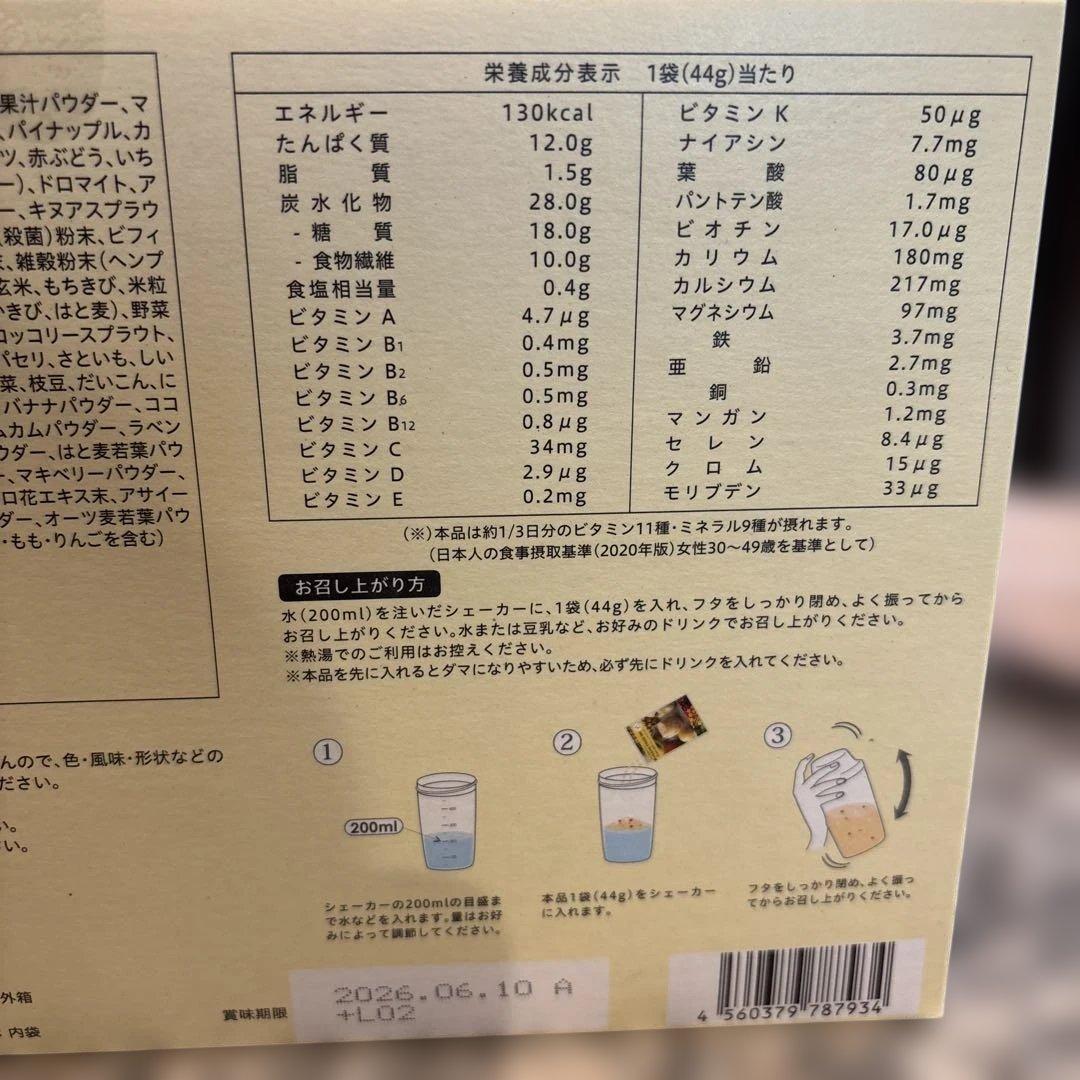 果汁パウダー、マ
、パイナップル、カ
ツ、赤ぶどう、いち
ー)、ドロマイト、ア
ー、キヌアスプラウ
(殺菌)粉末、ビフィ
、雑穀粉末(ヘンプ
玄米、もちきび、米粒
きび、はと麦)、野菜
ロッコリースプラウト、
パセリ、さといも、しい
菜、枝豆、だいこん、に
バナナパウダー、ココ
ムカムパウダー、ラベン
ウダー、はと麦若葉パウ
ー、マキベリーパウダー、
ロ花エキス末、アサイー
ダー、オーツ麦若葉パウ
・もも・りんごを含む)
んので、色・風味・形状などの
ださい。
い。
さい。
外箱
内袋
栄養成分表示 1袋(44g)当たり
エネルギー 130kcal
たんぱく質 12.0g
脂質 1.5g
炭水化物 28.0g
- 糖質 18.0g
- 食物繊維 10.0g
食塩相当量 0.4g
ビタミン A 4.7μg
ビタミン B1 0.4mg
ビタミン B2 0.5mg
ビタミン B6 0.5mg
ビタミン B12 0.8μg
ビタミン C 34mg
ビタミン D 2.9μg
ビタミン E 0.2mg
ビタミン K 50μg
ナイアシン 7.7mg
葉酸 80μg
パントテン酸 1.7mg
ビオチン 17.0μg
カリウム 180mg
カルシウム 217mg
マグネシウム 97mg
鉄 3.7mg
亜鉛 2.7mg
銅 0.3mg
マンガン 1.2mg
セレン 8.4μg
クロム 15μg
モリブデン 33μg
(※)本品は約1/3日分のビタミン11種・ミネラル9種が摂れます。
(日本人の食事摂取基準(2020年版)女性30〜49歳を基準として)
お召し上がり方
水(200ml)を注いだシェーカーに、1袋(44g)を入れ、フタをしっかり閉め、よく振ってから
お召し上がりください。水または豆乳など、お好みのドリンクでお召し上がりください。
※熱湯でのご利用はお控えください。
※本品を先に入れるとダマになりやすいため、必ず先にドリンクを入れてください。
①
200ml
シェーカーの200mlの目盛ま
で水などを入れます。量はお好
みによって調節してください。
②
本品1袋(44g)をシェーカー
に入れます。
③
フタをしっかり閉め、よく振っ
てからお召し上がりください。
賞味期限
2026.06.10 A
+L02
4 560379 787934